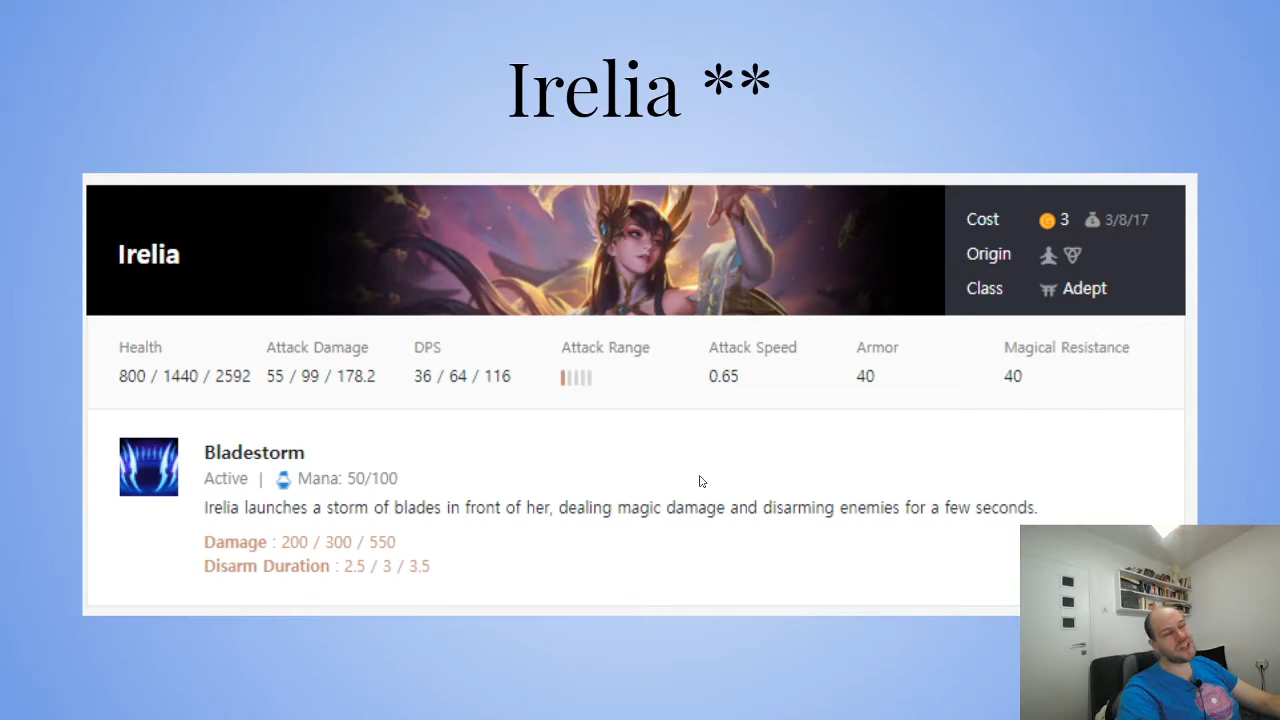 Irelia **
Irelia
Cost 3 3/8/17
Origin
Class Adept
Health Attack Damage DPS Attack Range Attack Speed Armor Magical Resistance
800 / 1440 / 2592 55 / 99 / 178.2 36 / 64 / 116 0.65 40 40
Bladestorm
Active | Mana: 50/100
Irelia launches a storm of blades in front of her, dealing magic damage and disarming enemies for a few seconds.
Damage : 200 / 300 / 550
Disarm Duration : 2.5 / 3 / 3.5